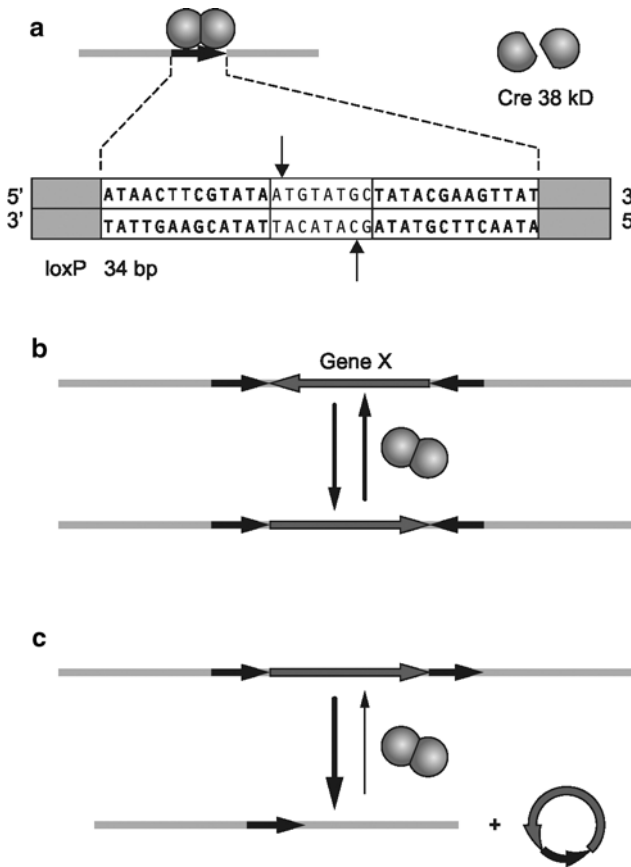 a
Cre 38 kD
5' ATAACTTCGTATA ATGTATGC TATACGAAGTTAT 3
3' TATTGAAGCATAT TACATACG ATATGCTTCAATA 5
loxP 34 bp
b
Gene X
c
+